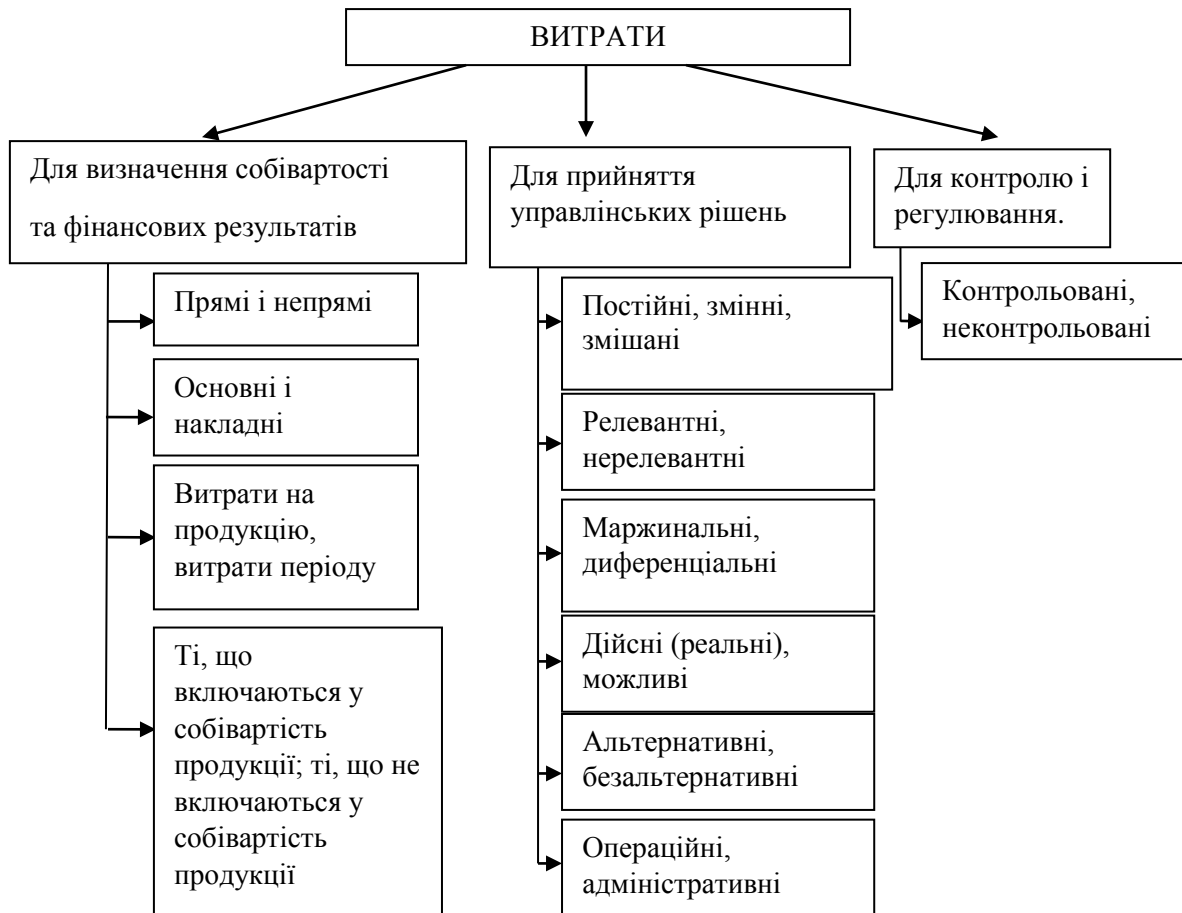 ВИТРАТИ
Для визначення собівартості
та фінансових результатів
Прямі і непрямі
Основні і
накладні
Витрати на
продукцію,
витрати періоду
Ті, що
включаються у
собівартість
продукції; ті, що не
включаються у
собівартість
продукції
Для прийняття
управлінських рішень
Постійні, змінні,
змішані
Релевантні,
нерелевантні
Маржинальні,
диференціальні
Дійсні (реальні),
можливі
Альтернативні,
безальтернативні
Операційні,
адміністративні
Для контролю і
регулювання.
Контрольовані,
неконтрольовані